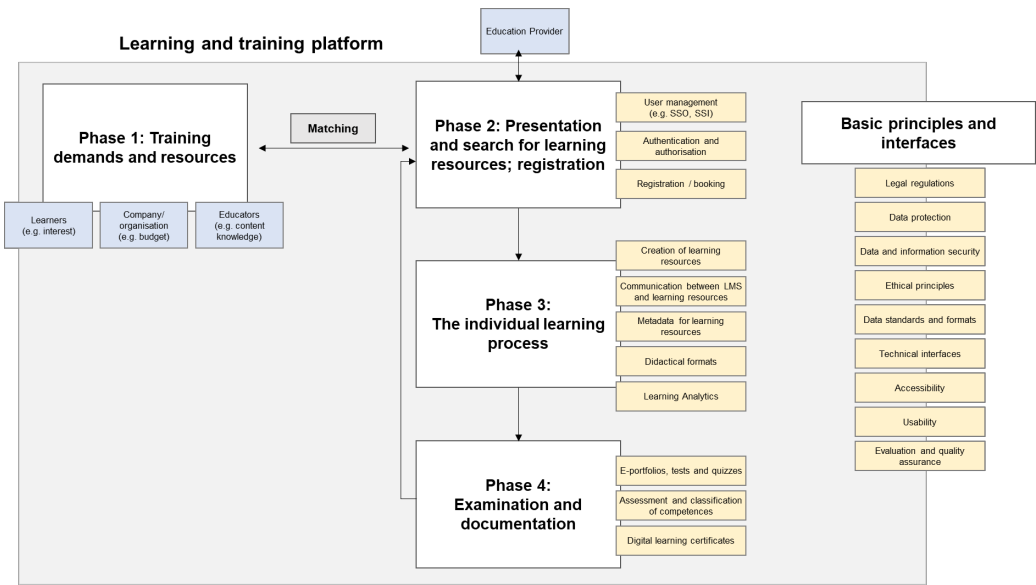 Education Provider
Learning and training platform
Phase 1: Training
demands and resources
Learners
(e.g. interest)
Company/
organisation
(e.g. budget)
Educators
(e.g. content
knowledge)
Matching
Phase 2: Presentation
and search for learning
resources; registration
User management
(e.g. SSO, SSI)
Authentication and
authorisation
Registration / booking
Phase 3:
The individual learning
process
Creation of learning
resources
Communication between LMS
and learning resources
Metadata for learning
resources
Didactical formats
Learning Analytics
Phase 4:
Examination and
documentation
E-portfolios, tests and quizzes
Assessment and classification
of competences
Digital learning certificates
Basic principles and
interfaces
Legal regulations
Data protection
Data and information security
Ethical principles
Data standards and formats
Technical interfaces
Accessibility
Usability
Evaluation and quality
assurance